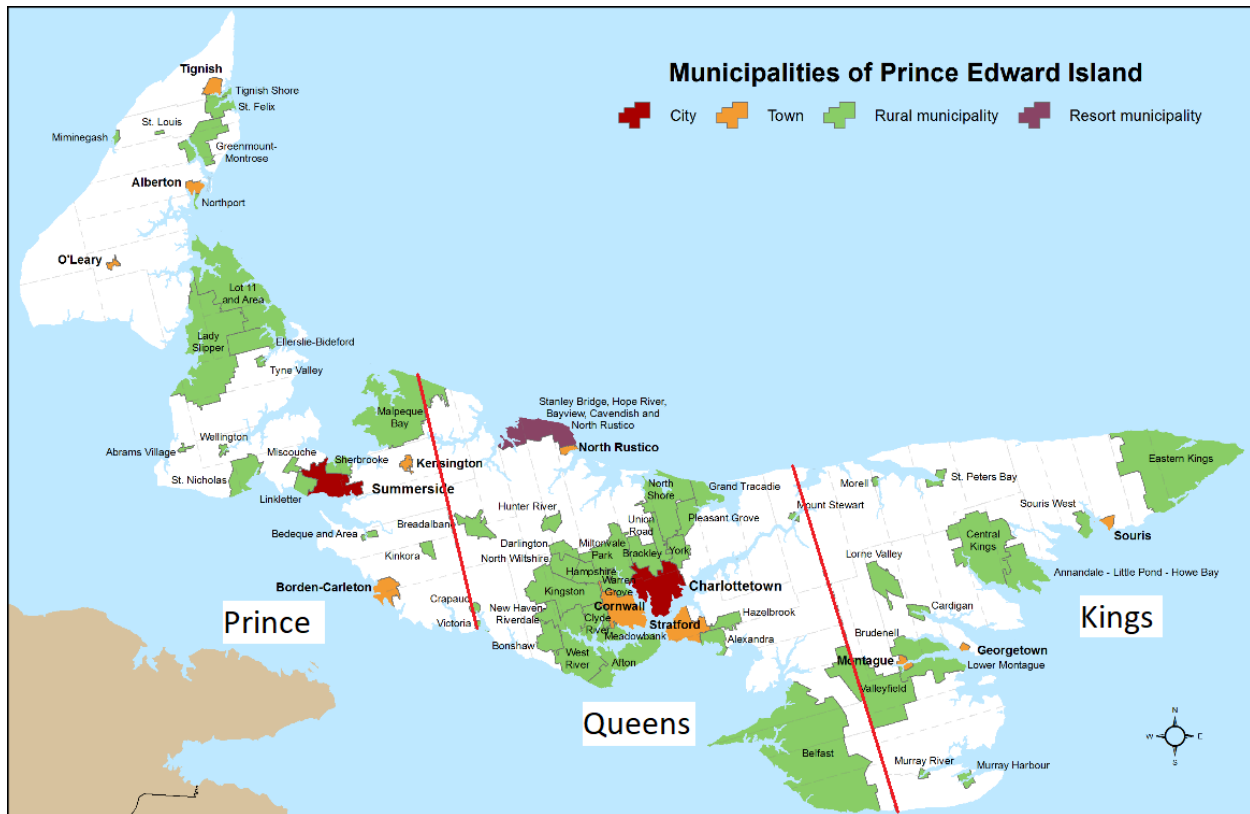 Municipalities of Prince Edward Island
City
Town
Rural municipality
Resort municipality
Tignish
Tignish Shore
St. Felix
St. Louis
Miminegash
Greenmount-
Montrose
Alberton
Northport
O'Leary
Lot 11
and Area
Lady
Slipper
Ellerslie-Bideford
Tyne Valley
Malpeque
Bay
Stanley Bridge, Hope River,
Bayview, Cavendish and
North Rustico
North Rustico
Abrams Village
Wellington
Miscouche
Sherbrooke
Kensington
St. Nicholas
Linkletter
Summerside
Bedeque and Area
Breadalbane
Hunter River
Kinkora
Darlington
North Wiltshire
Borden-Carleton
Crapaud
Victoria
North
Shore
Grand Tracadie
Union
Road
Pleasant Grove
Miltonvale
Park
Brackley
York
Hampshire
Warren
Grove
Kingston
Charlottetown
Cornwall
New Haven-
Riverdale
Clyde
River
Stratford
Hazelbrook
Meadowbank
Alexandra
Bonshaw
West
River
Afton
Mount Stewart
Morell
St. Peters Bay
Eastern Kings
Souris West
Souris
Central
Kings
Lorne Valley
Annandale - Little Pond - Howe Bay
Cardigan
Brudenell
Georgetown
Montague
Lower Montague
Valleyfield
Belfast
Murray River
Murray Harbour
Prince
Queens
Kings
N
W
E
S